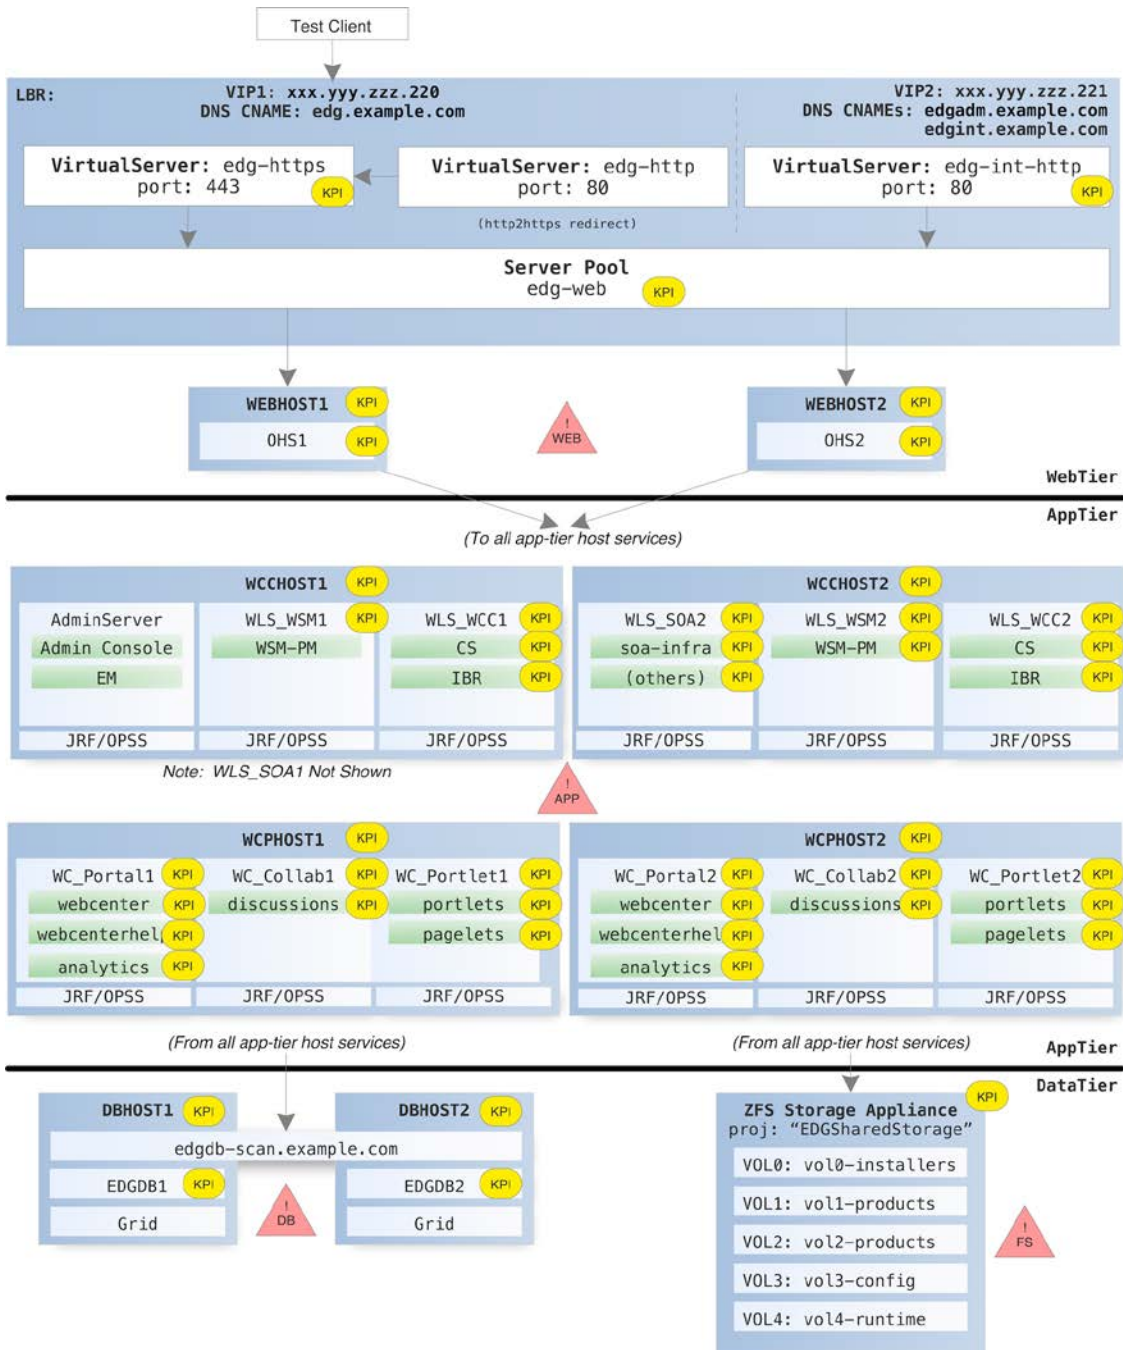 Test Client
LBR:
VIP1: xxx.yyy.zzz.220
DNS CNAME: edg.example.com
VIP2: xxx.yyy.zzz.221
DNS CNAMEs: edgadm.example.com
edgint.example.com
VirtualServer: edg-https
port: 443
KPI
VirtualServer: edg-http
port: 80
VirtualServer: edg-int-http
port: 80
KPI
(http2https redirect)
Server Pool
edg-web
KPI
WEBHOST1 KPI
OHS1 KPI
! WEB
WEBHOST2 KPI
OHS2 KPI
WebTier
AppTier
(To all app-tier host services)
WCCHOST1 KPI
AdminServer
Admin Console
EM
JRF/OPSS
WLS_WSM1 KPI
WSM-PM
JRF/OPSS
WLS_WCC1 KPI
CS KPI
IBR KPI
JRF/OPSS
WCCHOST2 KPI
WLS_SOA2 KPI
soa-infra KPI
(others) KPI
JRF/OPSS
WLS_WSM2 KPI
WSM-PM KPI
JRF/OPSS
WLS_WCC2 KPI
CS KPI
IBR KPI
JRF/OPSS
Note: WLS_SOA1 Not Shown
! APP
WCPHOST1 KPI
WC_Portal1 KPI
webcenter KPI
webcenterhelp KPI
analytics KPI
JRF/OPSS
WC_Collab1 KPI
discussions KPI
JRF/OPSS
WC_Portlet1 KPI
portlets KPI
pagelets KPI
JRF/OPSS
WCPHOST2 KPI
WC_Portal2 KPI
webcenter KPI
webcenterhel KPI
analytics KPI
JRF/OPSS
WC_Collab2 KPI
discussions KPI
JRF/OPSS
WC_Portlet2 KPI
portlets KPI
pagelets KPI
JRF/OPSS
(From all app-tier host services)
(From all app-tier host services)
AppTier
DataTier
DBHOST1 KPI
DBHOST2 KPI
edgdb-scan.example.com
EDGDB1 KPI
EDGDB2 KPI
Grid
! DB
Grid
KPI
ZFS Storage Appliance
proj: “EDGSharedStorage”
VOL0: vol0-installers
VOL1: vol1-products
VOL2: vol2-products
VOL3: vol3-config
VOL4: vol4-runtime
! FS